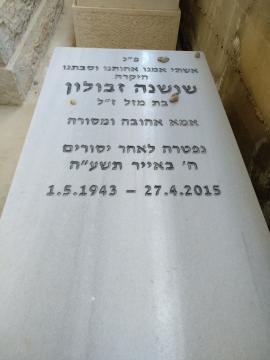 פ"נ
אשתי אמנו אחותנו וסבתנו
היקרה
שושנה זבולון
בת מזל ז"ל
אמא אהובה ומסורה
נפטרה לאחר יסורים
ח' באייר תשע"ה
1.5.1943 – 27.4.2015